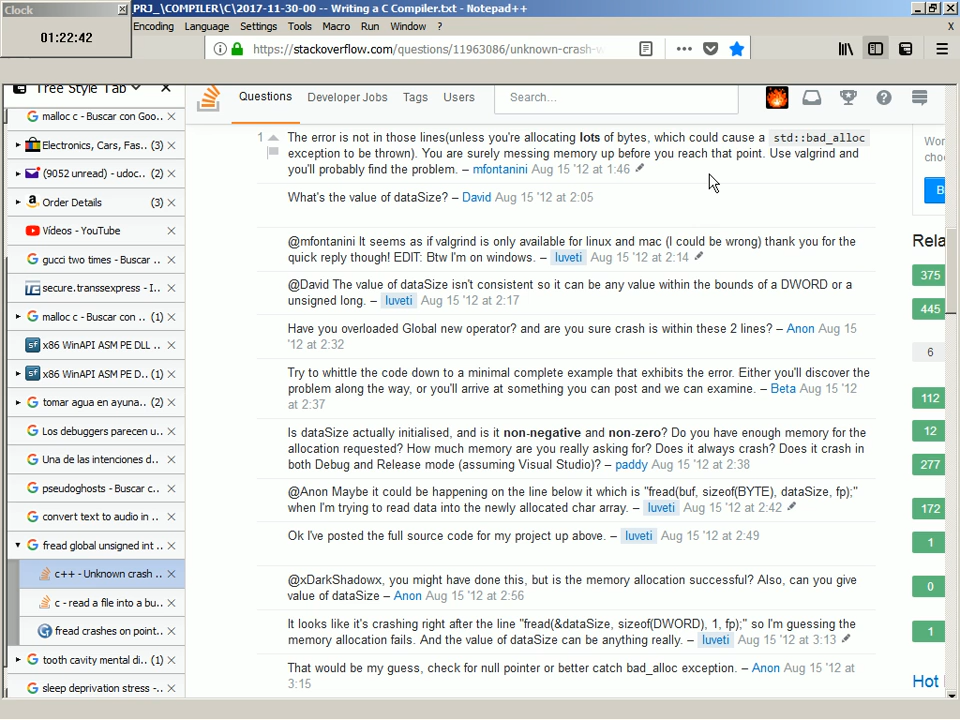 Clock
PRJ_\COMPILER\C\2017-11-30-00 -- Writing a C Compiler.txt - Notepad++
01:22:42
Encoding Language Settings Tools Macro Run Window ? X
https://stackoverflow.com/questions/11963086/unknown-crash-w
Tree Style Tab
malloc c - Buscar con Goo..
Electronics, Cars, Fas.. (3)
(9052 unread) - udoc.. (2)
Order Details (3)
Vídeos - YouTube
gucci two times - Buscar ..
secure.transsexpress - I..
malloc c - Buscar con .. (1)
x86 WinAPI ASM PE DLL ..
x86 WinAPI ASM PE D.. (1)
tomar agua en ayuna.. (2)
Los debuggers parecen u..
Una de las intenciones d..
pseudoghosts - Buscar c..
convert text to audio in ..
fread global unsigned int ..
c++ - Unknown crash ..
c - read a file into a bu..
fread crashes on point..
tooth cavity mental di.. (1)
sleep deprivation stress -..
Questions Developer Jobs Tags Users Search...
1 The error is not in those lines(unless you're allocating lots of bytes, which could cause a std::bad_alloc
exception to be thrown). You are surely messing memory up before you reach that point. Use valgrind and
you'll probably find the problem. – mfontanini Aug 15 '12 at 1:46
What's the value of dataSize? – David Aug 15 '12 at 2:05
@mfontanini It seems as if valgrind is only available for linux and mac (I could be wrong) thank you for the
quick reply though! EDIT: Btw I'm on windows. – luveti Aug 15 '12 at 2:14
@David The value of dataSize isn't consistent so it can be any value within the bounds of a DWORD or a
unsigned long. – luveti Aug 15 '12 at 2:17
Have you overloaded Global new operator? and are you sure crash is within these 2 lines? – Anon Aug 15
'12 at 2:32
Try to whittle the code down to a minimal complete example that exhibits the error. Either you'll discover the
problem along the way, or you'll arrive at something you can post and we can examine. – Beta Aug 15 '12
at 2:37
Is dataSize actually initialised, and is it non-negative and non-zero? Do you have enough memory for the
allocation requested? How much memory are you really asking for? Does it always crash? Does it crash in
both Debug and Release mode (assuming Visual Studio)? – paddy Aug 15 '12 at 2:38
@Anon Maybe it could be happening on the line below it which is "fread(buf, sizeof(BYTE), dataSize, fp);"
when I'm trying to read data into the newly allocated char array. – luveti Aug 15 '12 at 2:42
Ok I've posted the full source code for my project up above. – luveti Aug 15 '12 at 2:49
@xDarkShadowx, you might have done this, but is the memory allocation successful? Also, can you give
value of dataSize – Anon Aug 15 '12 at 2:56
It looks like it's crashing right after the line "fread(&dataSize, sizeof(DWORD), 1, fp);" so I'm guessing the
memory allocation fails. And the value of dataSize can be anything really. – luveti Aug 15 '12 at 3:13
That would be my guess, check for null pointer or better catch bad_alloc exception. – Anon Aug 15 '12 at
3:15
Wor
choo
B
Rela
375
445
6
112
12
277
172
1
0
1
Hot